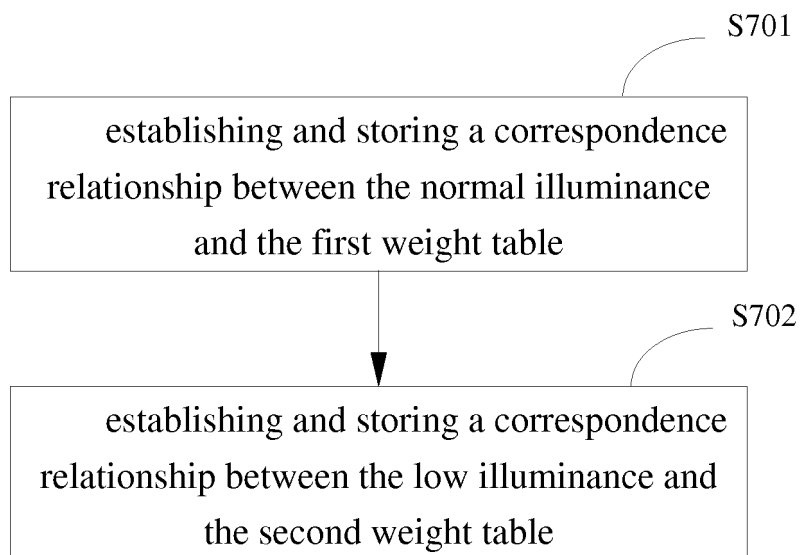 S701
establishing and storing a correspondence
relationship between the normal illuminance
and the first weight table
S702
establishing and storing a correspondence
relationship between the low illuminance and
the second weight table